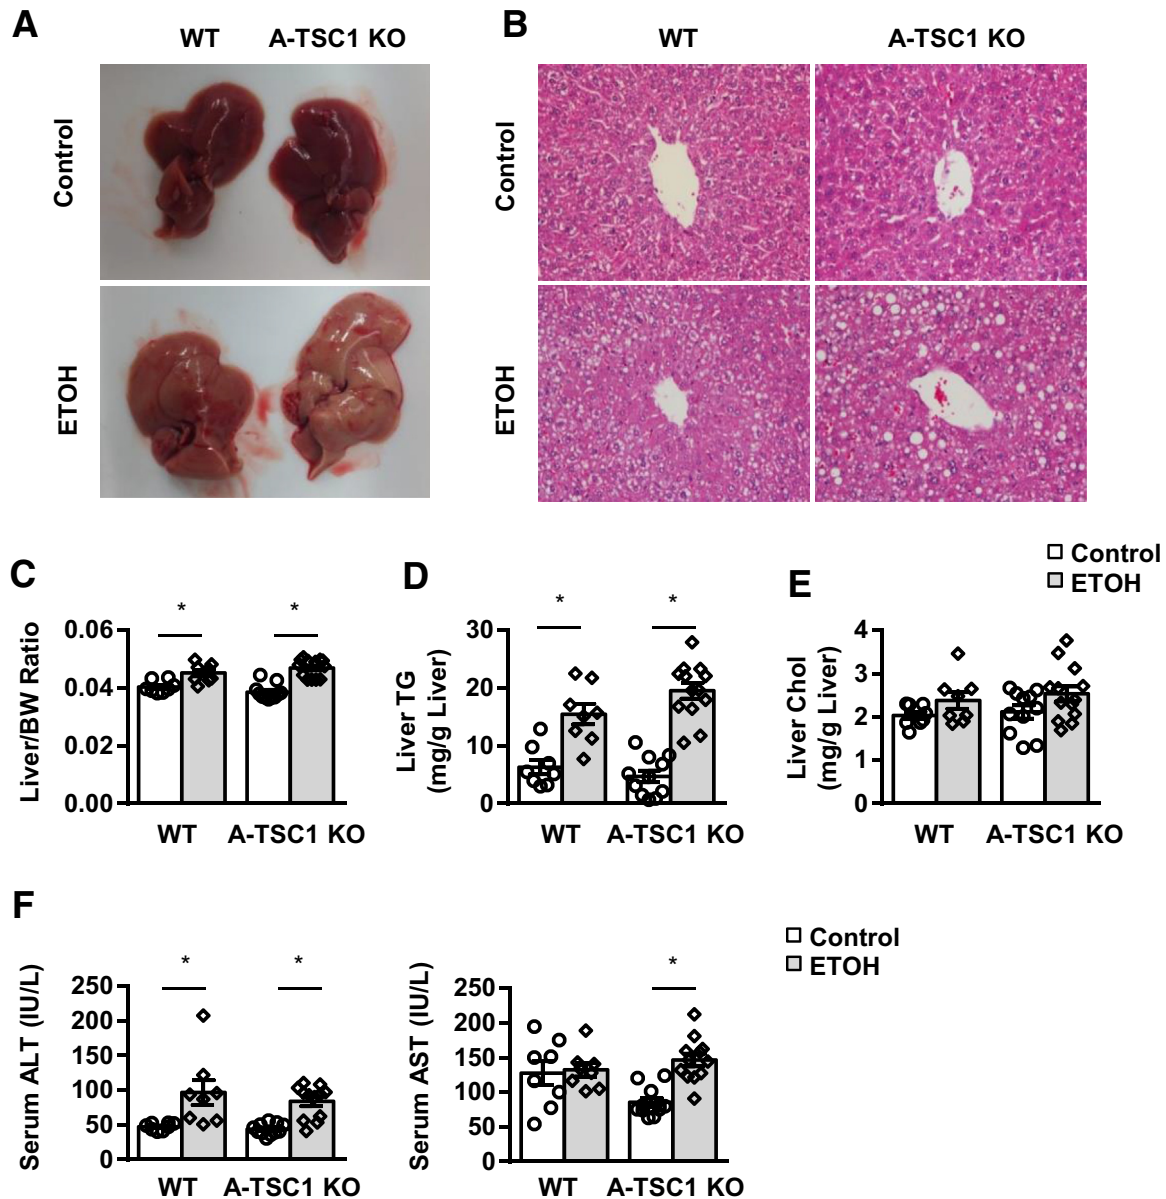 A
WT A-TSC1 KO
Control
ETOH
B
WT A-TSC1 KO
Control
ETOH
Control
ETOH
C
Liver/BW Ratio
*
*
0.06
0.04
0.02
0.00
WT A-TSC1 KO
D
Liver TG
(mg/g Liver)
*
*
30
20
10
0
WT A-TSC1 KO
E
Liver Chol
(mg/g Liver)
4
3
2
1
0
WT A-TSC1 KO
F
Serum ALT (IU/L)
*
*
250
200
150
100
50
0
WT A-TSC1 KO
Serum AST (IU/L)
*
250
200
150
100
50
0
WT A-TSC1 KO
Control
ETOH